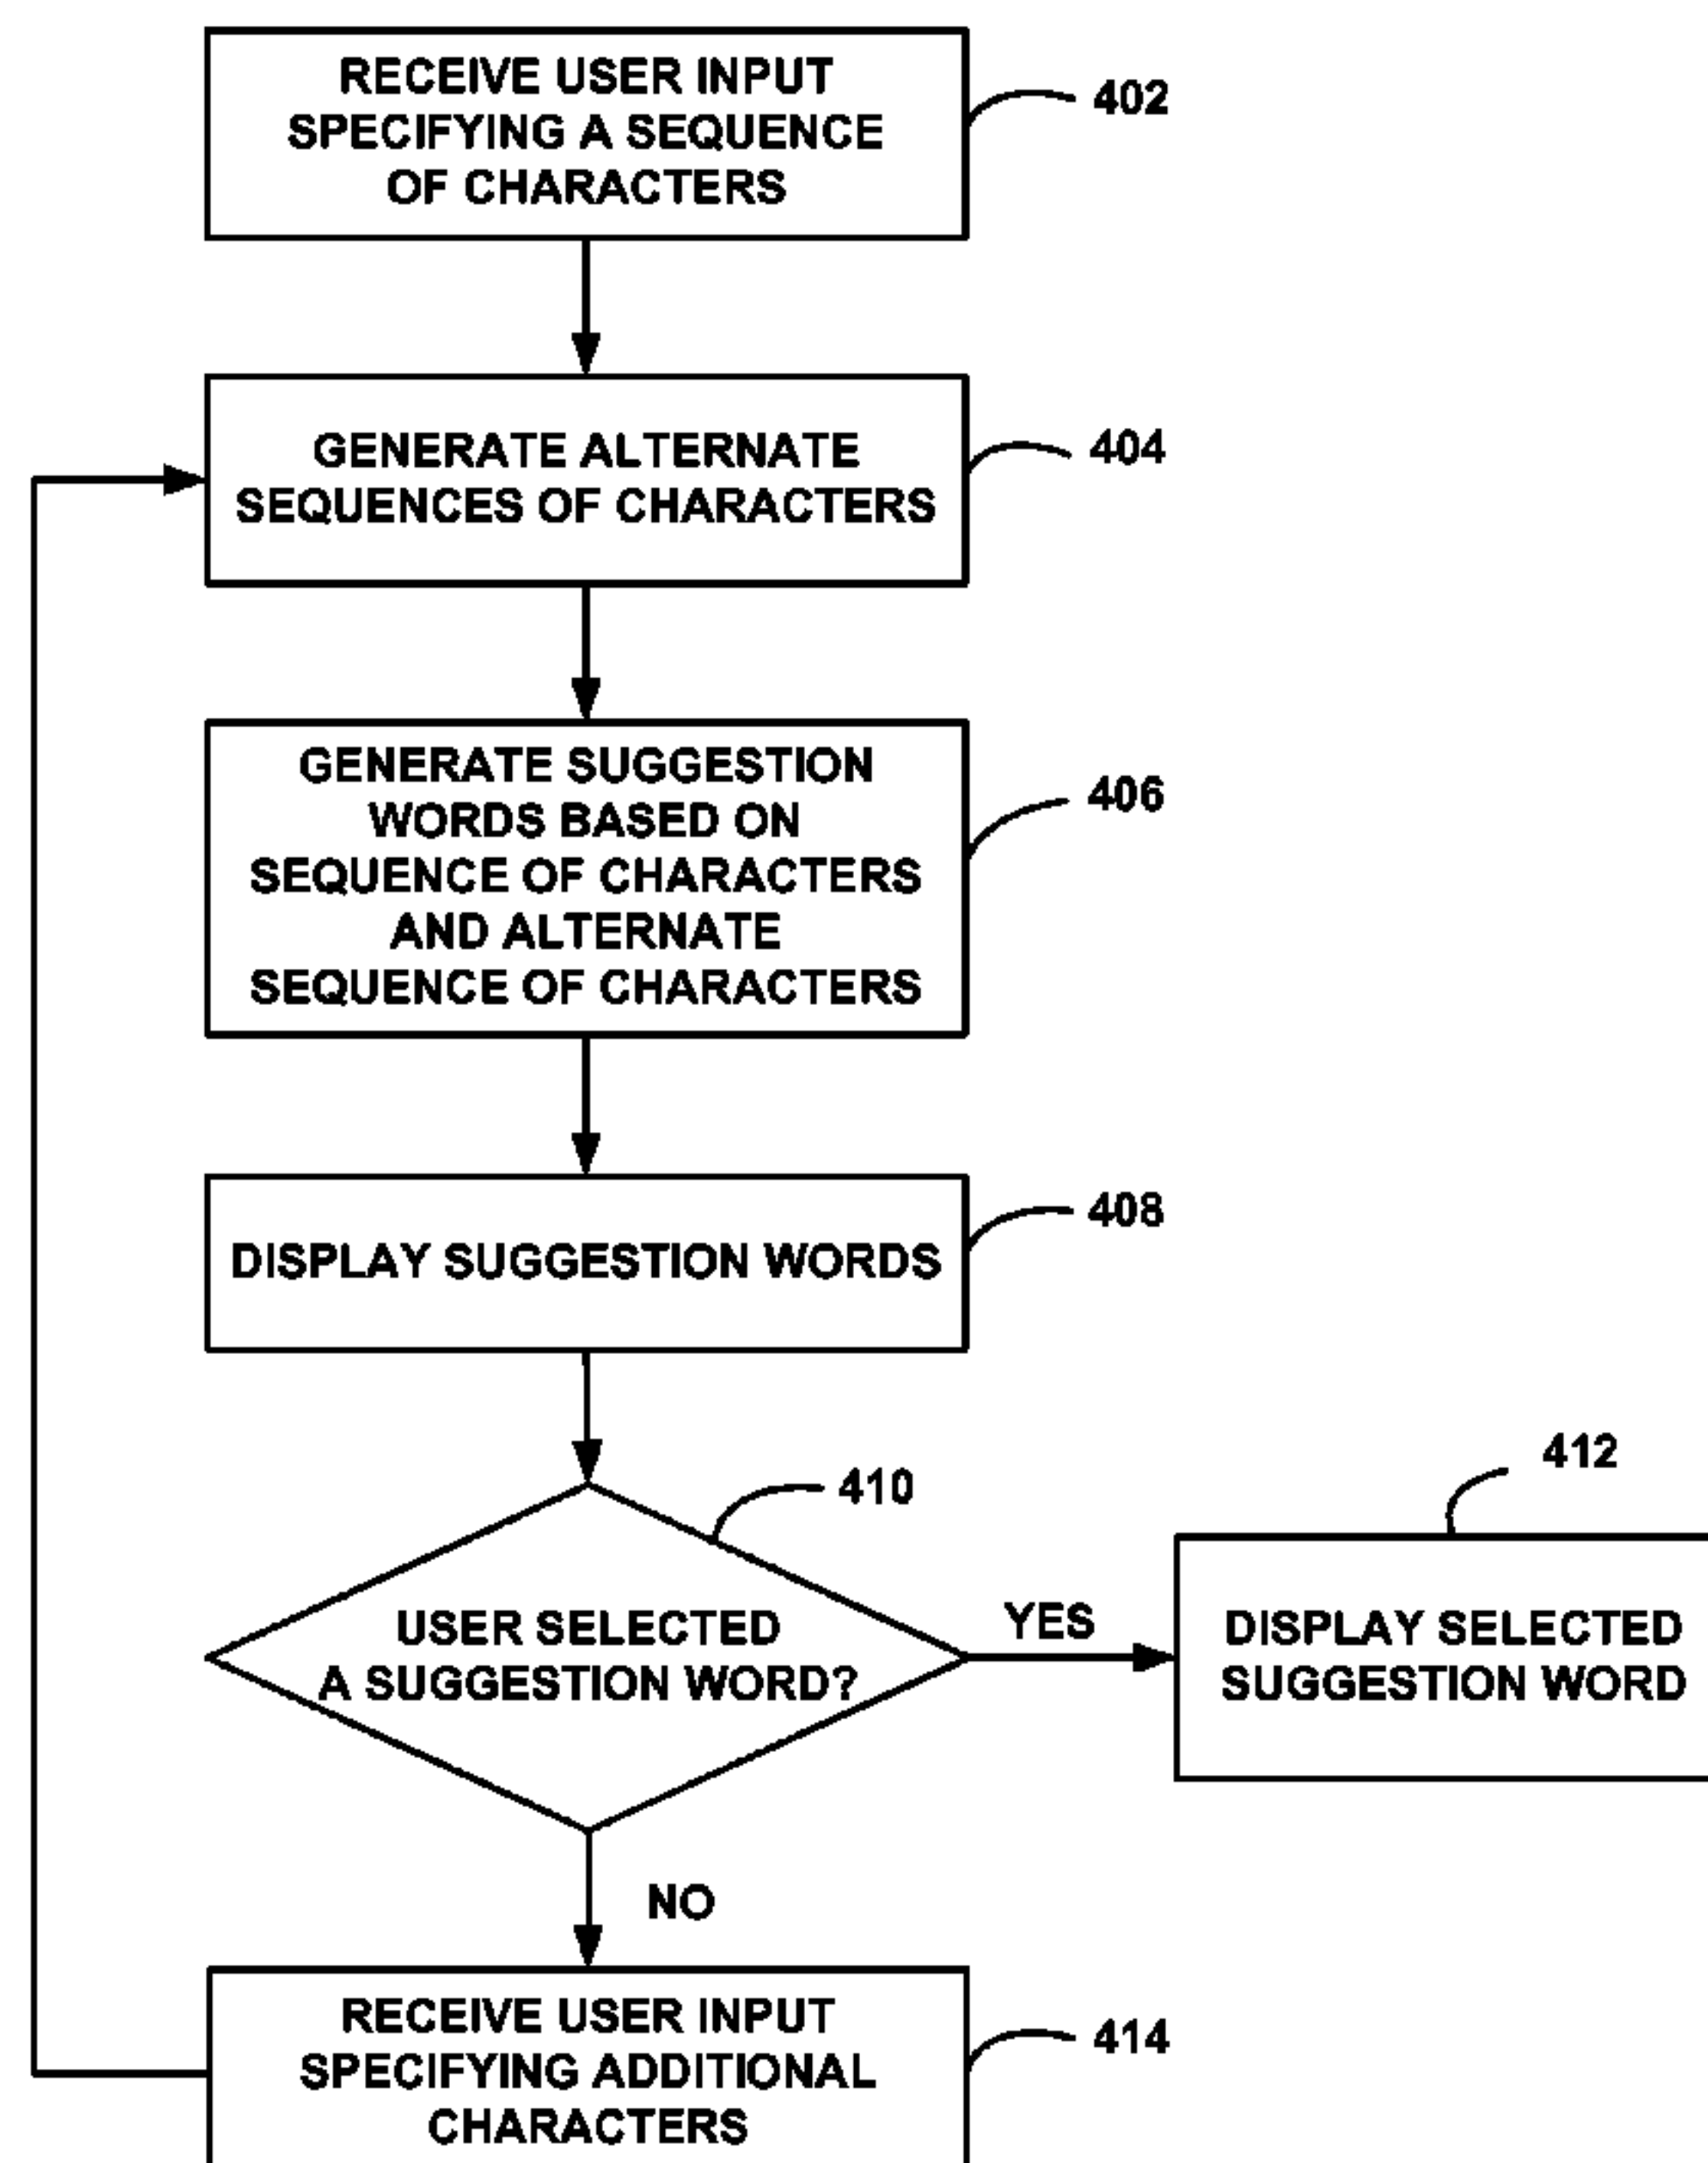 RECEIVE USER INPUT
SPECIFYING A SEQUENCE
OF CHARACTERS
402
GENERATE ALTERNATE
SEQUENCES OF CHARACTERS
404
GENERATE SUGGESTION
WORDS BASED ON
SEQUENCE OF CHARACTERS
AND ALTERNATE
SEQUENCE OF CHARACTERS
406
DISPLAY SUGGESTION WORDS
408
USER SELECTED
A SUGGESTION WORD?
410
YES
412
DISPLAY SELECTED
SUGGESTION WORD
NO
RECEIVE USER INPUT
SPECIFYING ADDITIONAL
CHARACTERS
414